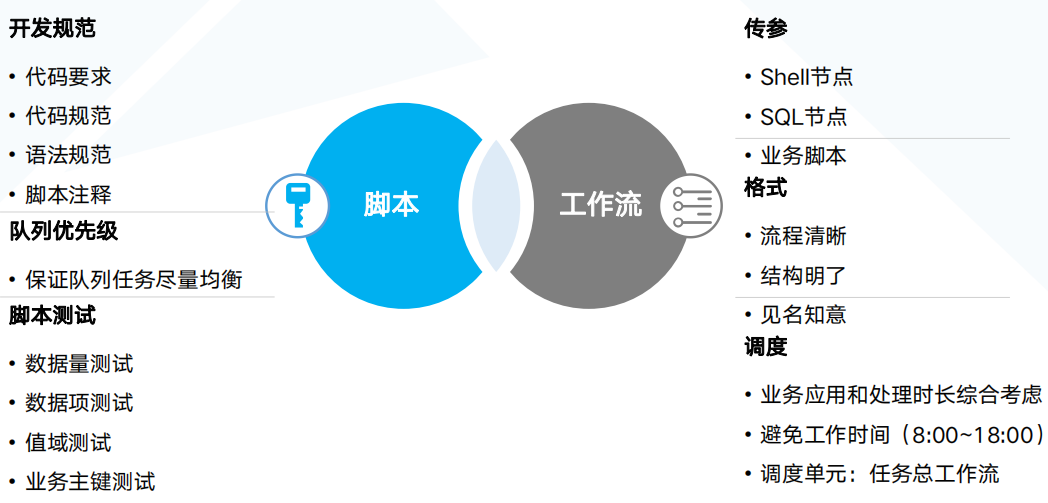 开发规范
• 代码要求
• 代码规范
• 语法规范
• 脚本注释
队列优先级
• 保证队列任务尽量均衡
脚本测试
• 数据量测试
• 数据项测试
• 值域测试
• 业务主键测试
脚本
工作流
传参
• Shell节点
• SQL节点
• 业务脚本
格式
• 流程清晰
• 结构明了
• 见名知意
调度
• 业务应用和处理时长综合考虑
• 避免工作时间（8:00~18:00）
• 调度单元：任务总工作流